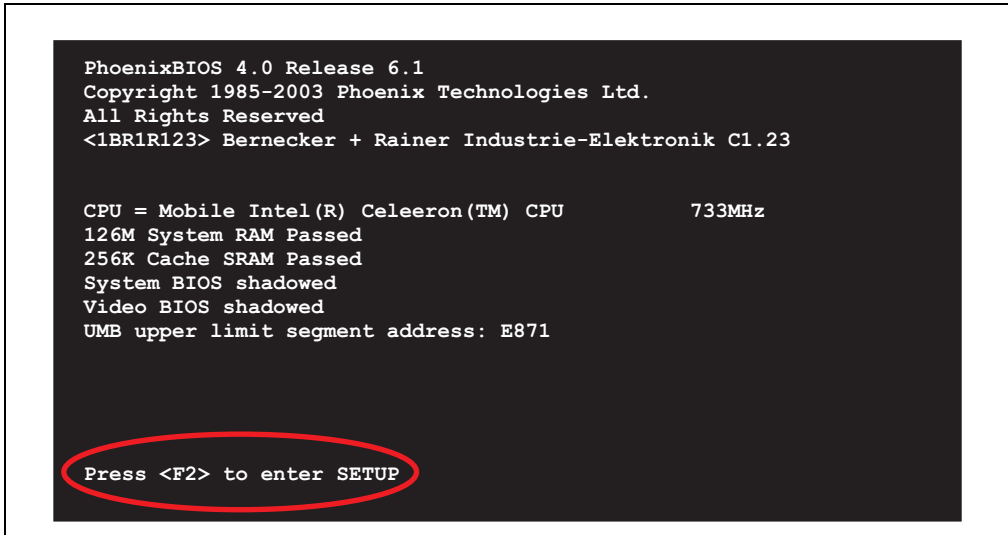 PhoenixBIOS 4.0 Release 6.1
Copyright 1985-2003 Phoenix Technologies Ltd.
All Rights Reserved
<1BR1R123> Bernecker + Rainer Industrie-Elektronik C1.23
CPU = Mobile Intel(R) Celeeron(TM) CPU 733MHz
126M System RAM Passed
256K Cache SRAM Passed
System BIOS shadowed
Video BIOS shadowed
UMB upper limit segment address: E871
Press <F2> to enter SETUP